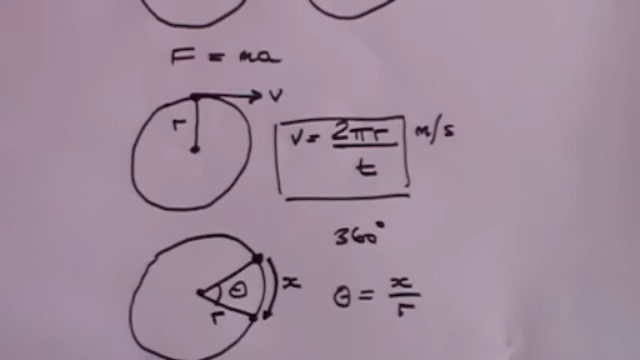 F = ma
v
r
v = 2πr/t m/s
360°
θ x
r
θ = x/r